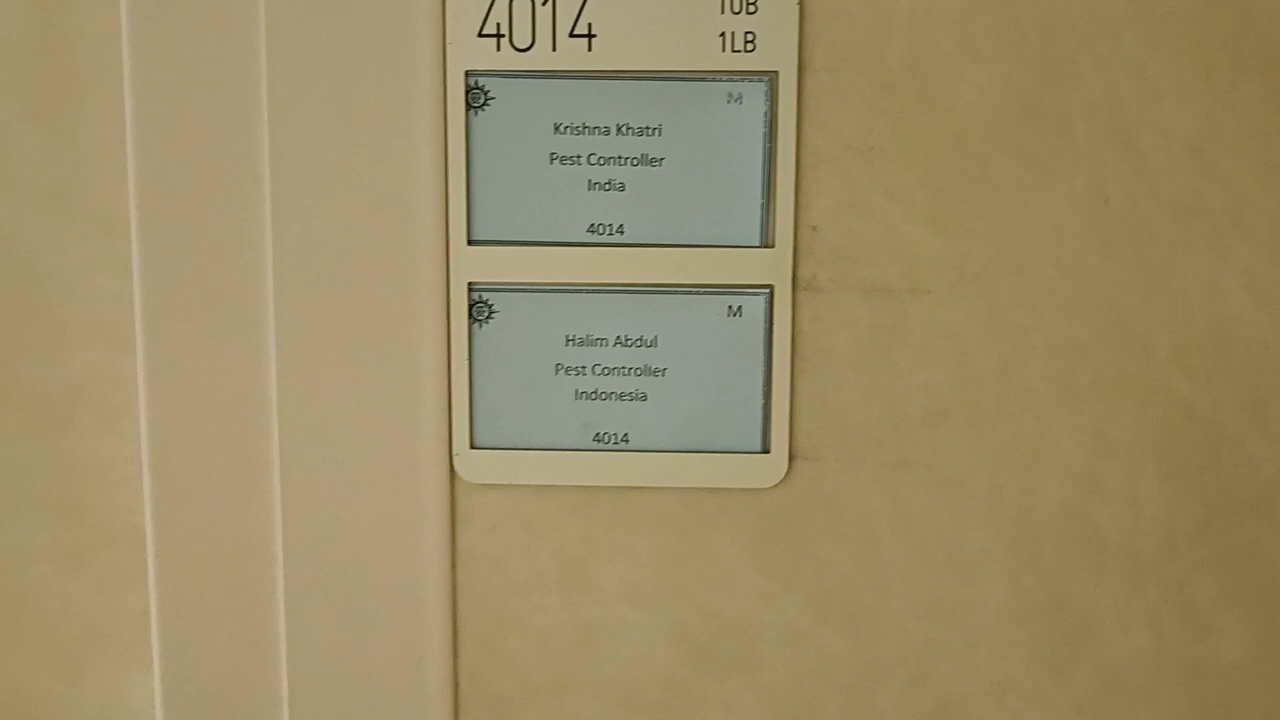 4014
1UB
1LB
M
Krishna Khatri
Pest Controller
India
4014
M
Halim Abdul
Pest Controller
Indonesia
4014